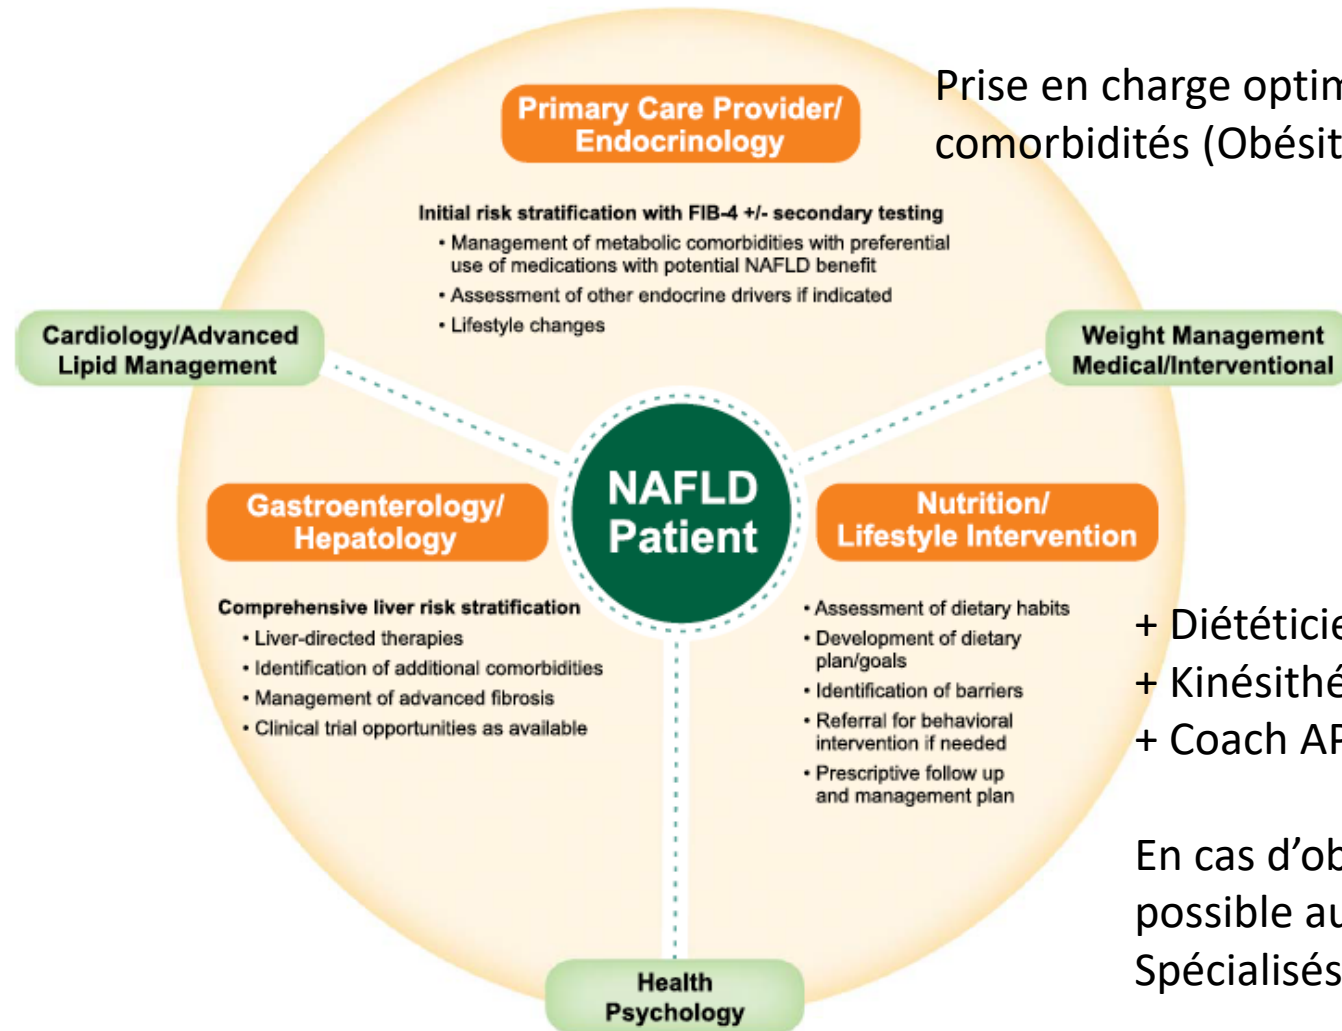 Primary Care Provider/
Endocrinology
Prise en charge optim
comorbidités (Obésit
Initial risk stratification with FIB-4 +/- secondary testing
• Management of metabolic comorbidities with preferential
use of medications with potential NAFLD benefit
• Assessment of other endocrine drivers if indicated
• Lifestyle changes
Cardiology/Advanced
Lipid Management
Weight Management
Medical/Interventional
NAFLD
Patient
Gastroenterology/
Hepatology
Comprehensive liver risk stratification
• Liver-directed therapies
• Identification of additional comorbidities
• Management of advanced fibrosis
• Clinical trial opportunities as available
Nutrition/
Lifestyle Intervention
• Assessment of dietary habits
• Development of dietary
plan/goals
• Identification of barriers
• Referral for behavioral
intervention if needed
• Prescriptive follow up
and management plan
+ Diététicie
+ Kinésithé
+ Coach AP
En cas d’ob
possible au
Spécialisés
Health
Psychology